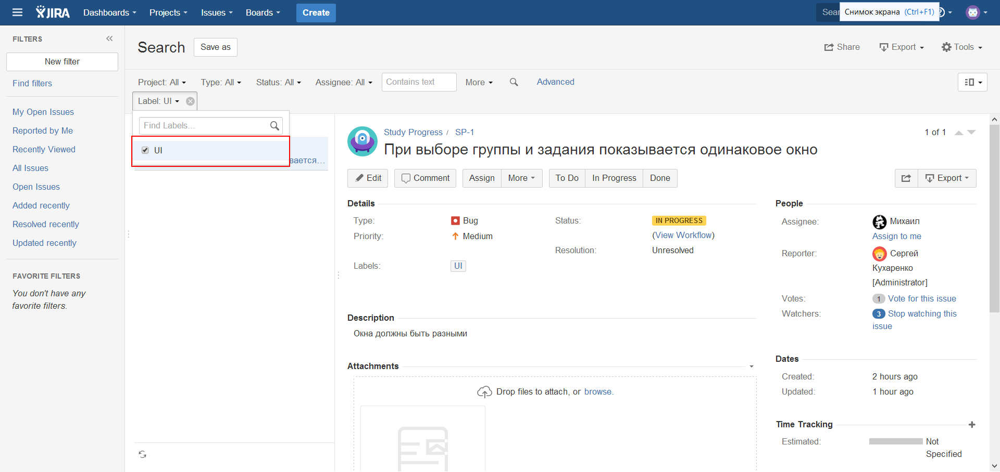 JIRA Dashboards Projects Issues Boards Create
Снимок экрана (Ctrl+F1)
FILTERS
New filter
Find filters
My Open Issues
Reported by Me
Recently Viewed
All Issues
Open Issues
Added recently
Resolved recently
Updated recently
FAVORITE FILTERS
You don't have any
favorite filters.
Search Save as
Share Export Tools
Project: All Type: All Status: All Assignee: All Contains text More Advanced
Label: UI
Find Labels...
UI
Study Progress / SP-1
1 of 1
При выборе группы и задания показывается одинаковое окно
Edit Comment Assign More To Do In Progress Done Export
Details
Type: Bug
Priority: Medium
Labels: UI
Status: IN PROGRESS
(View Workflow)
Resolution: Unresolved
Description
Окна должны быть разными
Attachments
Drop files to attach, or browse.
People
Assignee: Михаил
Assign to me
Reporter: Сергей
Кухаренко
[Administrator]
Votes: 1 Vote for this issue
Watchers: 3 Stop watching this
issue
Dates
Created: 2 hours ago
Updated: 1 hour ago
Time Tracking
Estimated: Not
Specified